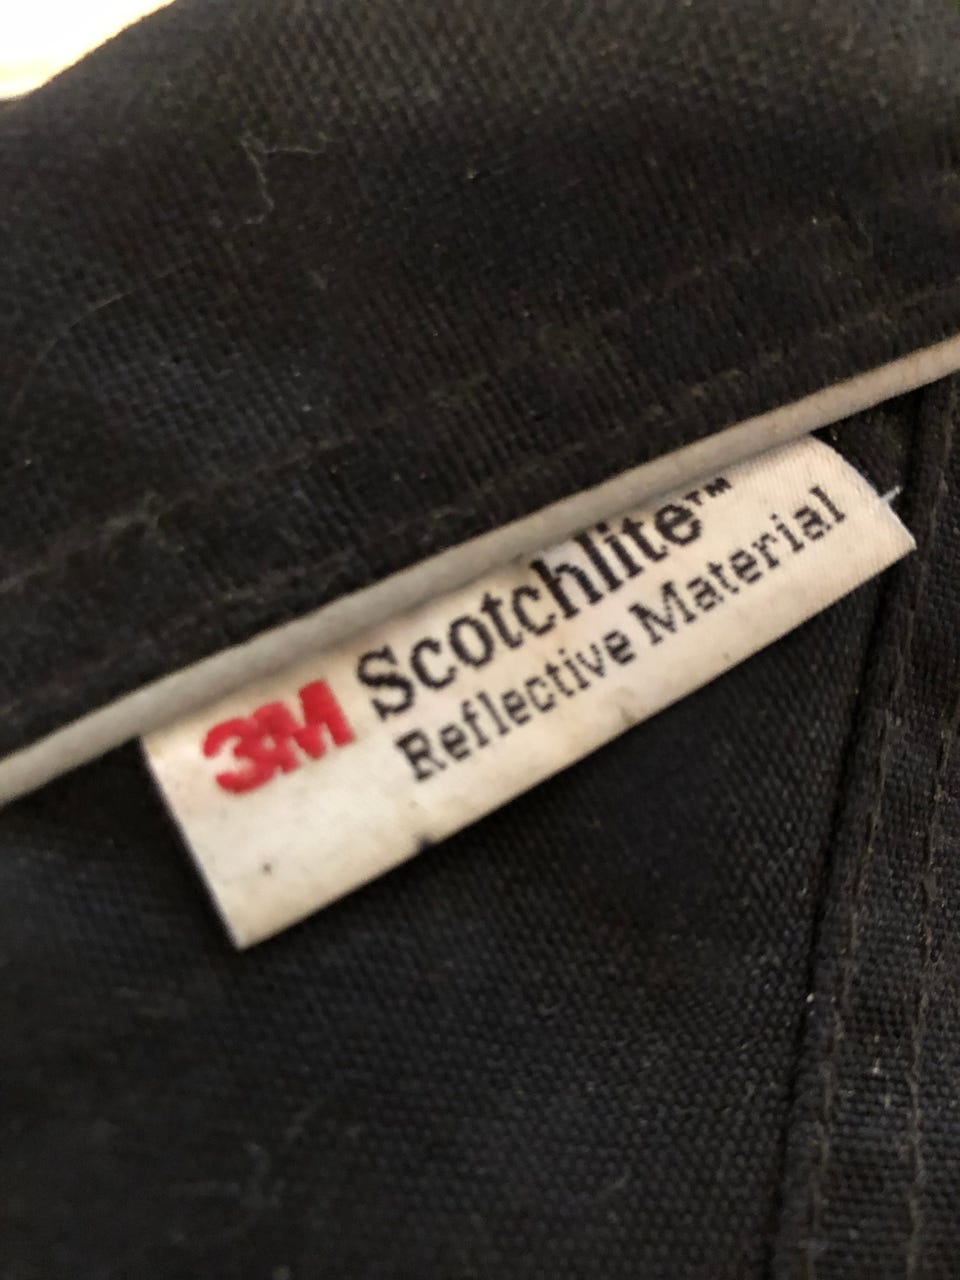 3M Scotchlite™
Reflective Material